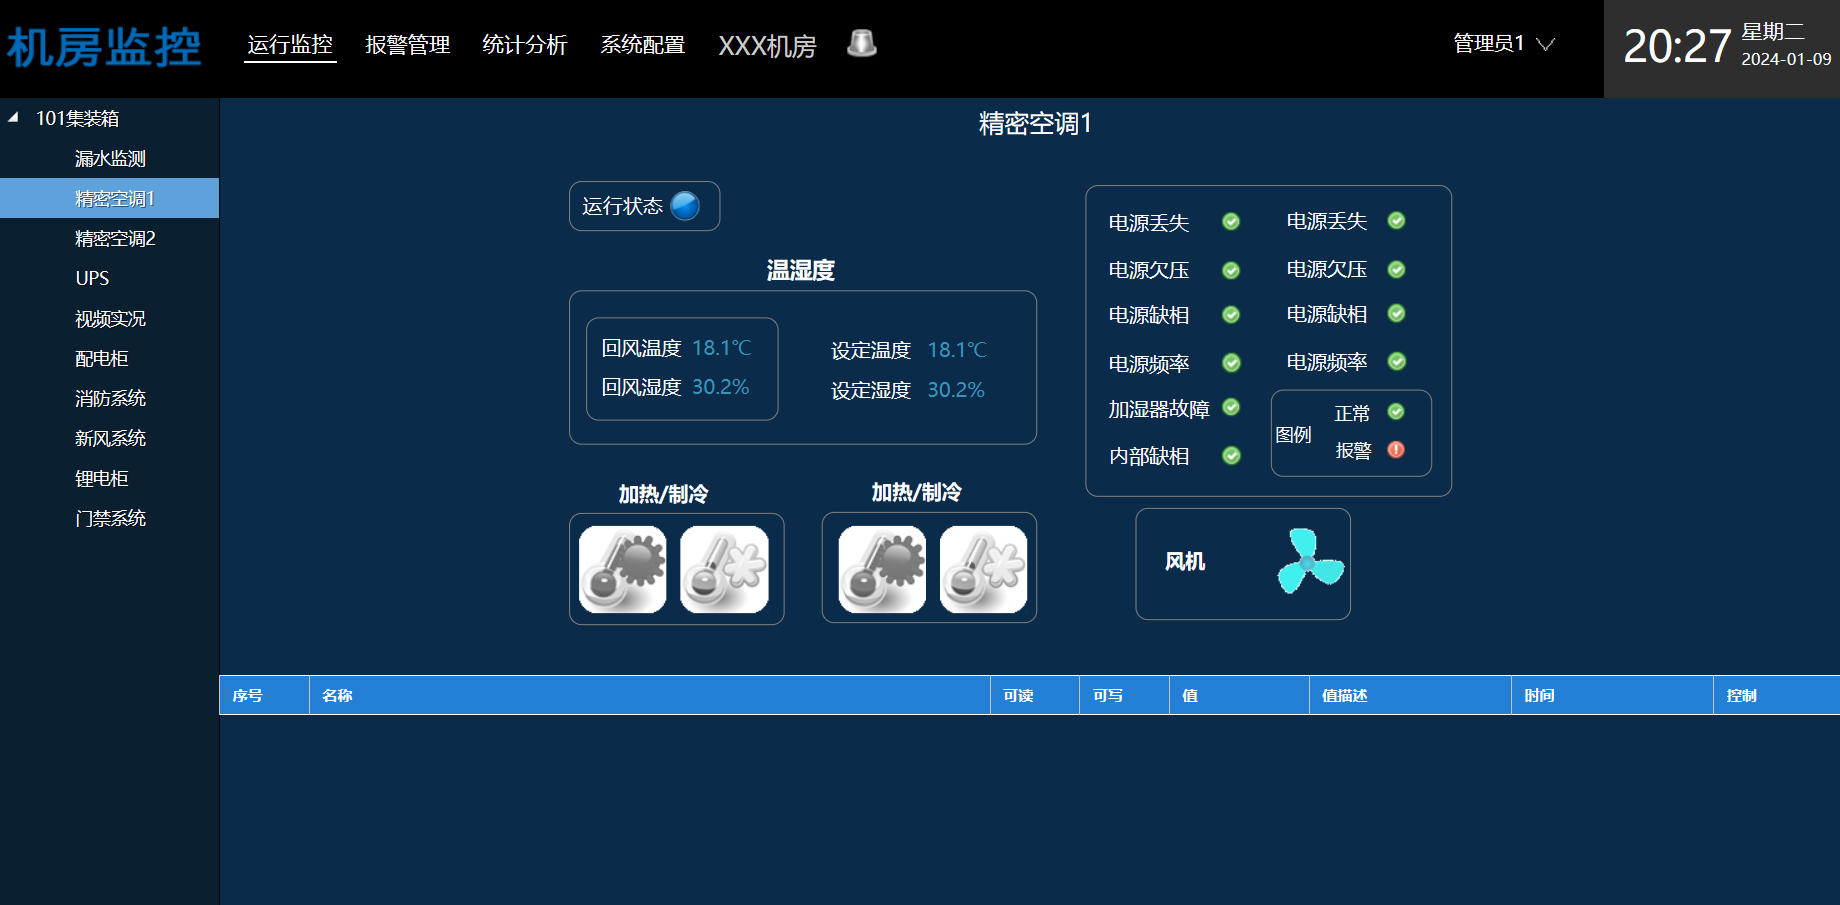 机房监控
运行监控 报警管理 统计分析 系统配置 XXX机房
管理员1
20:27
星期二
2024-01-09
101集装箱
漏水监测
精密空调1
精密空调2
UPS
视频实况
配电柜
消防系统
新风系统
锂电柜
门禁系统
精密空调1
运行状态
温湿度
回风温度 18.1℃
回风湿度 30.2%
设定温度 18.1℃
设定湿度 30.2%
加热/制冷
加热/制冷
电源丢失 电源丢失
电源欠压 电源欠压
电源缺相 电源缺相
电源频率 电源频率
加湿器故障
内部缺相
图例
正常
报警
风机
序号 名称 可读 可写 值 值描述 时间 控制